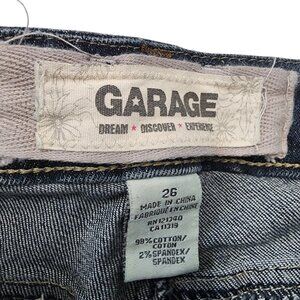 GARAGE
DREAM ★ DISCOVER ★ EXPERIENCE
26
MADE IN CHINA
FABRIQUÉ EN CHINE
RN121340
CA11319
98% COTTON/
COTON
2% SPANDEX/
SPANDEX